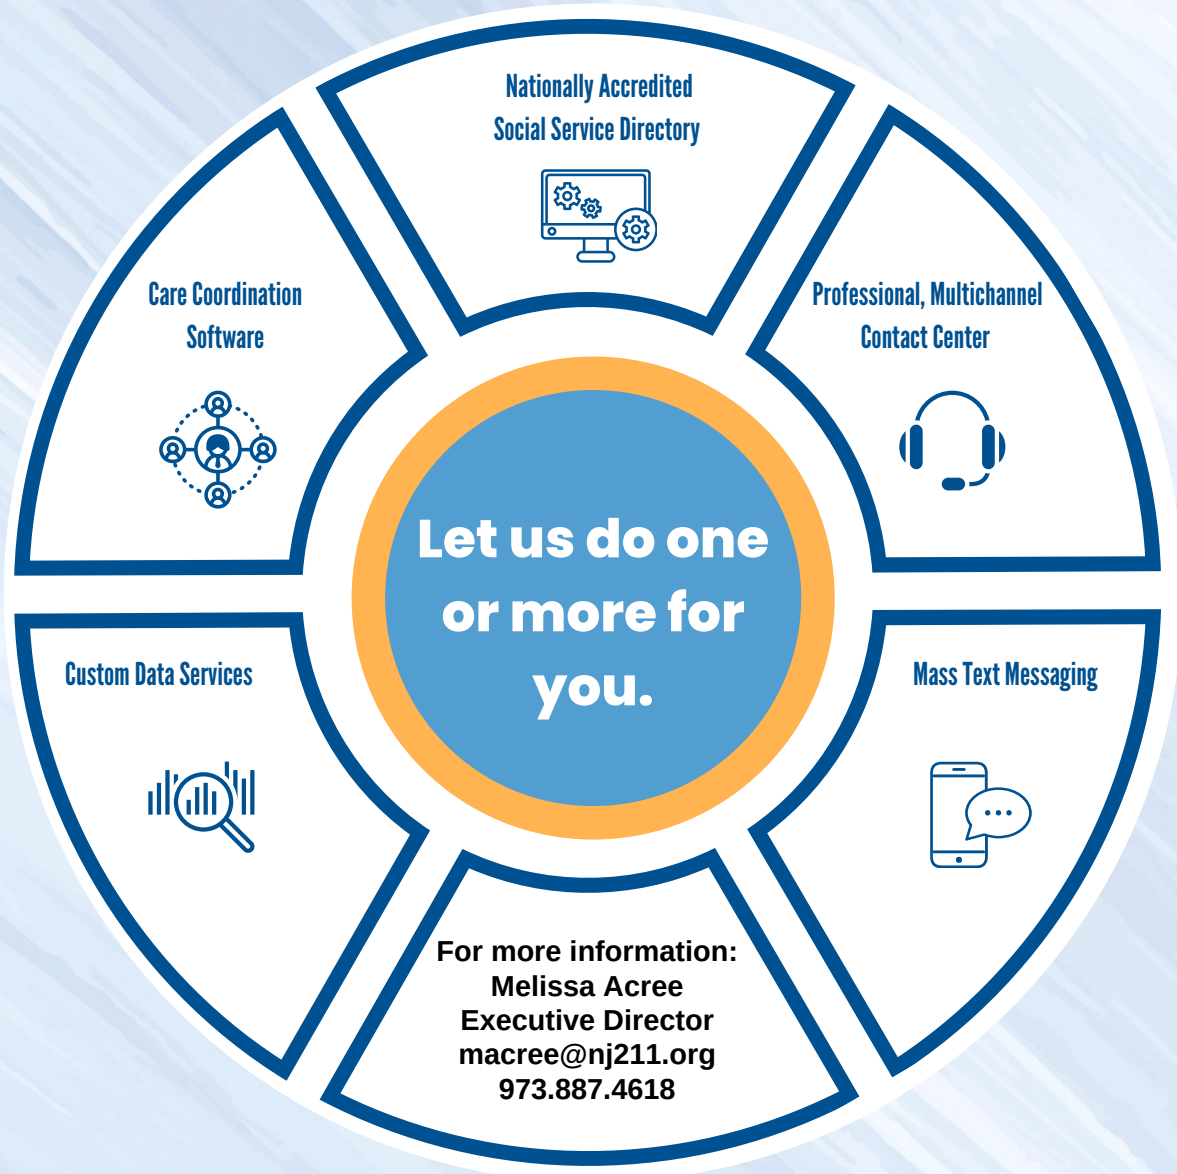 Nationally Accredited
Social Service Directory
Care Coordination
Software
Professional, Multichannel
Contact Center
Let us do one
or more for
you.
Custom Data Services
Mass Text Messaging
For more information:
Melissa Acree
Executive Director
macree@nj211.org
973.887.4618